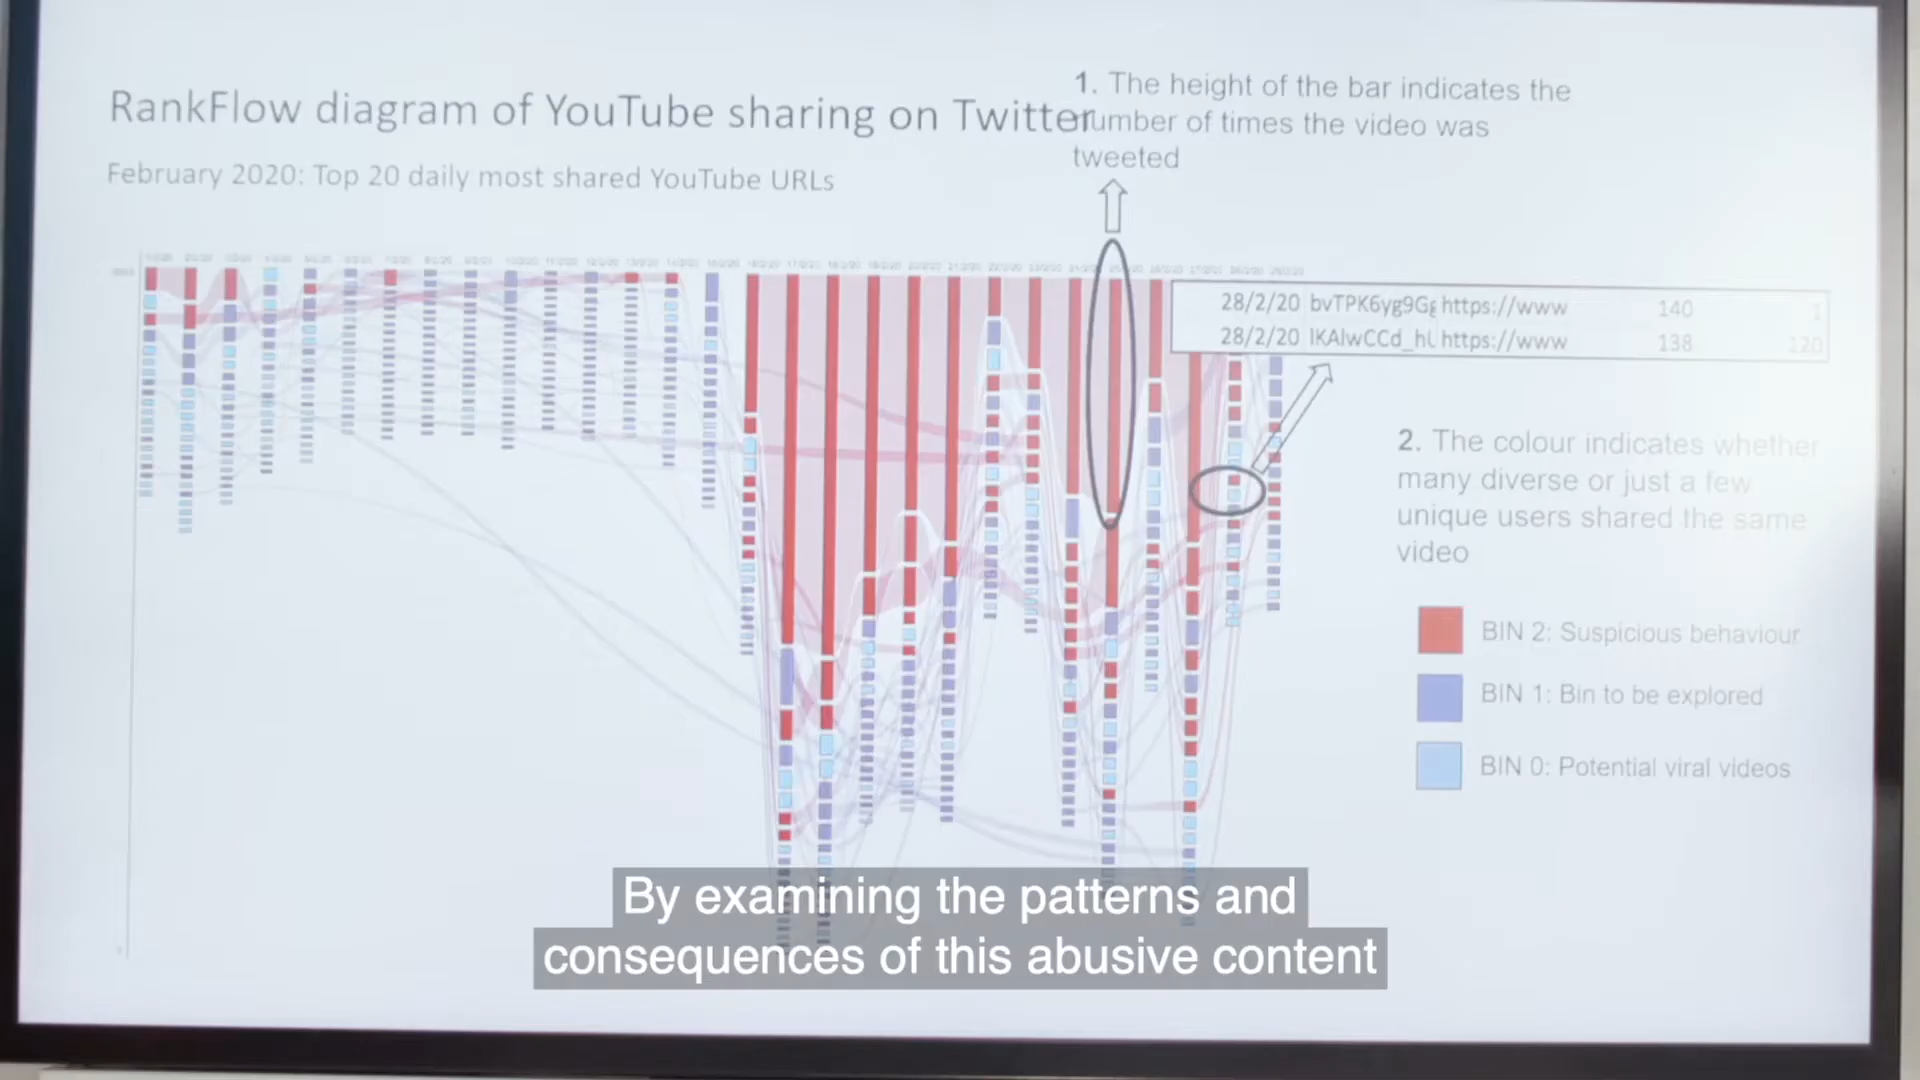 RankFlow diagram of YouTube sharing on Twitter
February 2020: Top 20 daily most shared YouTube URLs
1. The height of the bar indicates the
number of times the video was
tweeted
28/2/20 https://www 140 1
28/2/20 https://www 138 120
2. The colour indicates whether
many diverse or just a few
unique users shared the same
video
BIN 2: Suspicious behaviour
BIN 1: Bin to be explored
BIN 0: Potential viral videos
By examining the patterns and
consequences of this abusive content